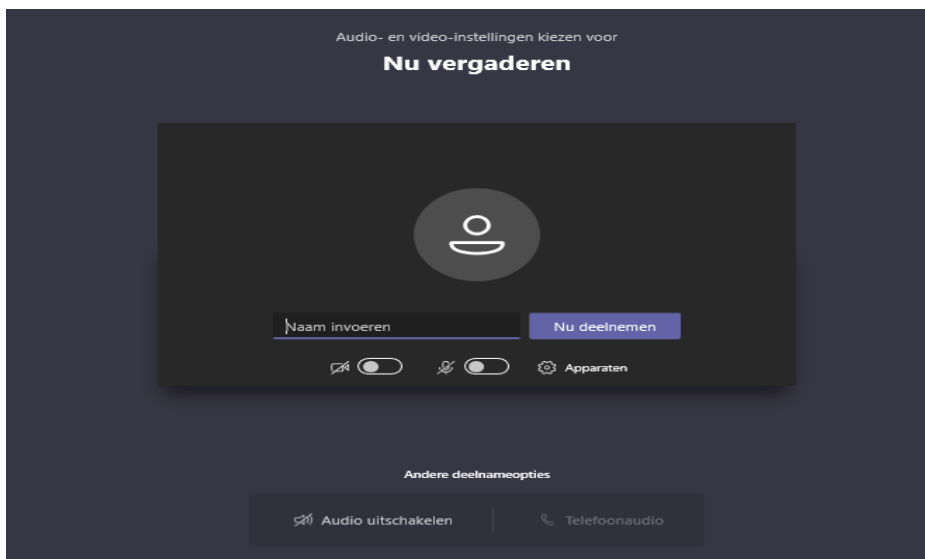 Audio- en video-instellingen kiezen voor
Nu vergaderen
Naam invoeren
Nu deelnemen
Apparaten
Andere deelnameopties
Audio uitschakelen
Telefoonaudio